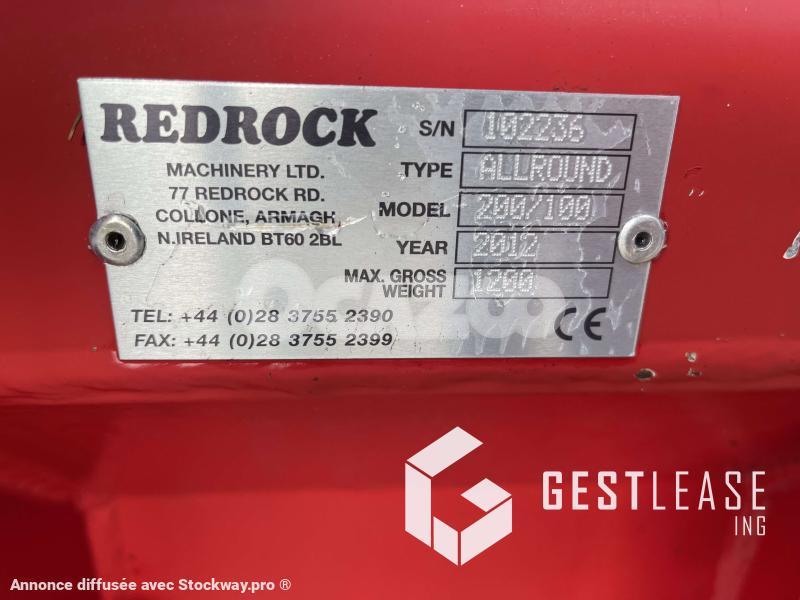 REDROCK
MACHINERY LTD.
77 REDROCK RD.
COLLONE, ARMAGH,
N.IRELAND BT60 2BL
S/N 102236
TYPE ALLROUND
MODEL 200/100
YEAR 2012
MAX. GROSS
WEIGHT 1200
TEL: +44 (0)28 3755 2390
FAX: +44 (0)28 3755 2399
CE
OCAZOO
GESTLEASE
ING
Annonce diffusée avec Stockway.pro ®